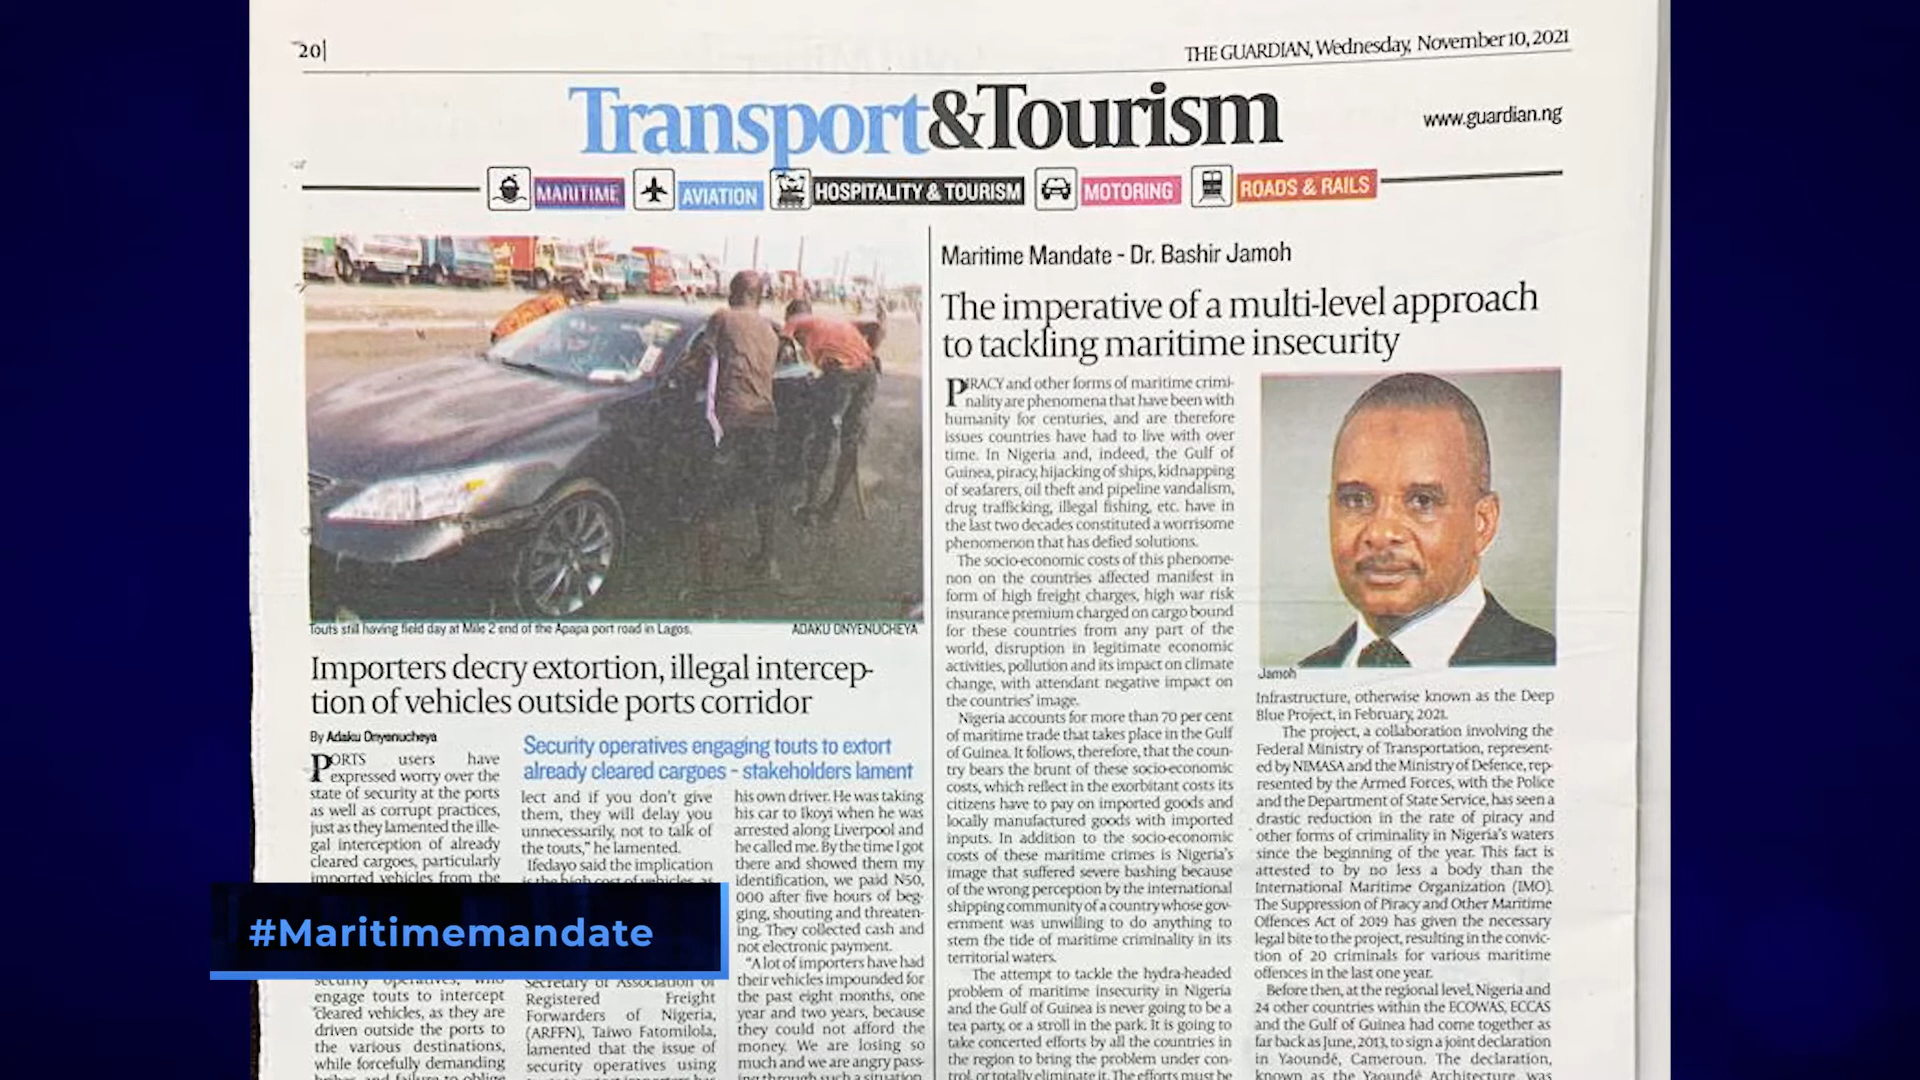 20|
THE GUARDIAN, Wednesday, November 10, 2021
Transport&Tourism
www.guardian.ng
MARITIME
AVIATION
HOSPITALITY & TOURISM
MOTORING
ROADS & RAILS
Touts still having field day at Mile 2 end of the Apapa port road in Lagos.
ADAKU ONYENUCHEYA
Importers decry extortion, illegal intercep-
tion of vehicles outside ports corridor
By Adaku Onyenucheya
Security operatives engaging touts to extort
already cleared cargoes - stakeholders lament
PORTS users have
expressed worry over the
state of security at the ports
as well as corrupt practices,
just as they lamented the ille-
gal interception of already
cleared cargoes, particularly
imported vehicles from the
security operatives, who
engage touts to intercept
cleared vehicles, as they are
driven outside the ports to
the various destinations,
while forcefully demanding
bribes and failure to oblige
lect and if you don't give
them, they will delay you
unnecessarily, not to talk of
the touts," he lamented.
Ifedayo said the implication
is the high cost of vehicles, as
Secretary of Association of
Registered Freight
Forwarders of Nigeria,
(ARFFN), Taiwo Fatomilola,
lamented that the issue of
security operatives using
his own driver. He was taking
his car to Ikoyi when he was
arrested along Liverpool and
he called me. By the time I got
there and showed them my
identification, we paid N50,
000 after five hours of beg-
ging, shouting and threaten-
ing. They collected cash and
not electronic payment.
"A lot of importers have had
their vehicles impounded for
the past eight months, one
year and two years, because
they could not afford the
money. We are losing so
much and we are angry pass-
ing through such a situation
Maritime Mandate - Dr. Bashir Jamoh
The imperative of a multi-level approach
to tackling maritime insecurity
PIRACY and other forms of maritime crimi-
nality are phenomena that have been with
humanity for centuries, and are therefore
issues countries have had to live with over
time. In Nigeria and, indeed, the Gulf of
Guinea, piracy, hijacking of ships, kidnapping
of seafarers, oil theft and pipeline vandalism,
drug trafficking, illegal fishing, etc. have in
the last two decades constituted a worrisome
phenomenon that has defied solutions.
The socio-economic costs of this phenome-
non on the countries affected manifest in
form of high freight charges, high war risk
insurance premium charged on cargo bound
for these countries from any part of the
world, disruption in legitimate economic
activities, pollution and its impact on climate
change, with attendant negative impact on
the countries' image.
Nigeria accounts for more than 70 per cent
of maritime trade that takes place in the Gulf
of Guinea. It follows, therefore, that the coun-
try bears the brunt of these socio-economic
costs, which reflect in the exorbitant costs its
citizens have to pay on imported goods and
locally manufactured goods with imported
inputs. In addition to the socio-economic
costs of these maritime crimes is Nigeria's
image that suffered severe bashing because
of the wrong perception by the international
shipping community of a country whose gov-
ernment was unwilling to do anything to
stem the tide of maritime criminality in its
territorial waters.
The attempt to tackle the hydra-headed
problem of maritime insecurity in Nigeria
and the Gulf of Guinea is never going to be a
tea party, or a stroll in the park. It is going to
take concerted efforts by all the countries in
the region to bring the problem under con-
trol, or totally eliminate it. The efforts must be
Jamoh
Infrastructure, otherwise known as the Deep
Blue Project, in February, 2021.
The project, a collaboration involving the
Federal Ministry of Transportation, represent-
ed by NIMASA and the Ministry of Defence, rep-
resented by the Armed Forces, with the Police
and the Department of State Service, has seen a
drastic reduction in the rate of piracy and
other forms of criminality in Nigeria's waters
since the beginning of the year. This fact is
attested to by no less a body than the
International Maritime Organization (IMO).
The Suppression of Piracy and Other Maritime
Offences Act of 2019 has given the necessary
legal bite to the project, resulting in the convic-
tion of 20 criminals for various maritime
offences in the last one year.
Before then, at the regional level, Nigeria and
24 other countries within the ECOWAS, ECCAS
and the Gulf of Guinea had come together as
far back as June, 2013, to sign a joint declaration
in Yaoundé, Cameroun. The declaration,
known as the Yaoundé Architecture, was
#Maritimemandate